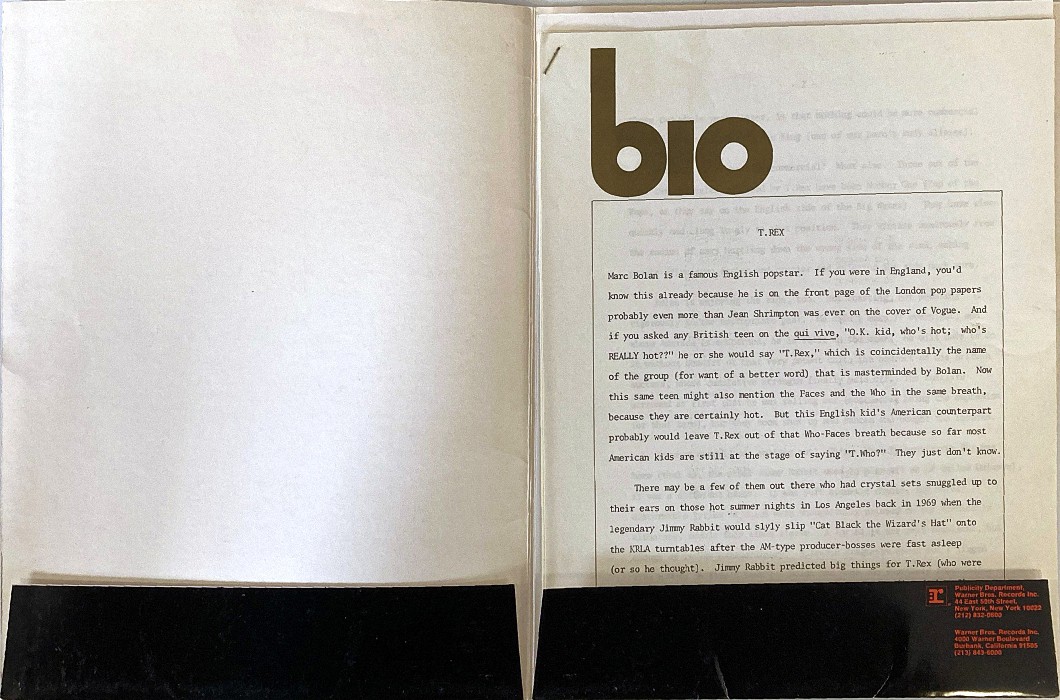 bio
T.REX
Marc Bolan is a famous English popstar. If you were in England, you'd
know this already because he is on the front page of the London pop papers
probably even more than Jean Shrimpton was ever on the cover of Vogue. And
if you asked any British teen on the qui vive, "O.K. kid, who's hot; who's
REALLY hot??" he or she would say "T.Rex," which is coincidentally the name
of the group (for want of a better word) that is masterminded by Bolan. Now
this same teen might also mention the Faces and the Who in the same breath,
because they are certainly hot. But this English kid's American counterpart
probably would leave T.Rex out of that Who-Faces breath because so far most
American kids are still at the stage of saying "T.Who?" They just don't know.
There may be a few of them out there who had crystal sets snuggled up to
their ears on those hot summer nights in Los Angeles back in 1969 when the
legendary Jimmy Rabbit would slyly slip "Cat Black the Wizard's Hat" onto
the KRLA turntables after the AM-type producer-bosses were fast asleep
(or so he thought). Jimmy Rabbit predicted big things for T.Rex (who were
r
Publicity Department,
Warner Bros. Records Inc.
44 East 50th Street,
New York, New York 10022
(212) 832-0600
Warner Bros. Records Inc.
4000 Warner Boulevard
Burbank, California 91505
(213) 843-6000